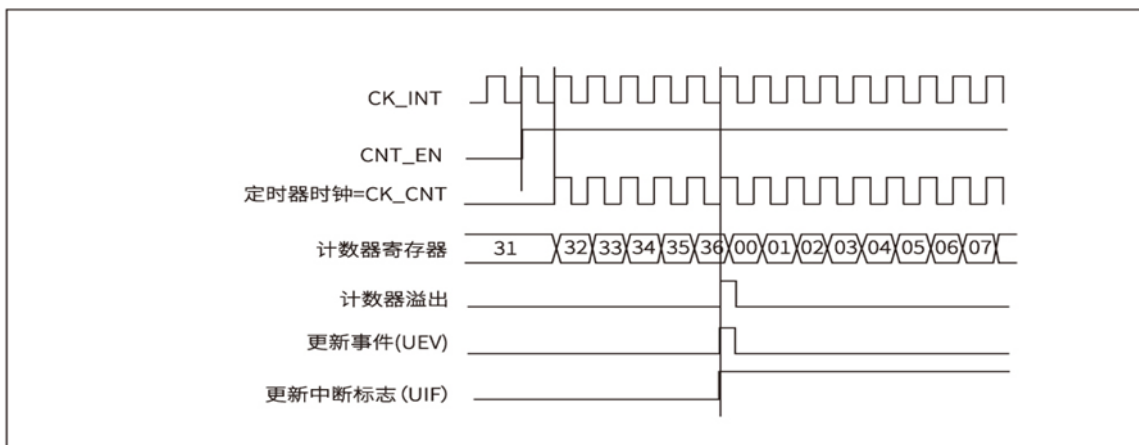 CK_INT
CNT_EN
定时器时钟=CK_CNT
计数器寄存器 31 32 33 34 35 36 00 01 02 03 04 05 06 07
计数器溢出
更新事件(UEV)
更新中断标志(UIF)